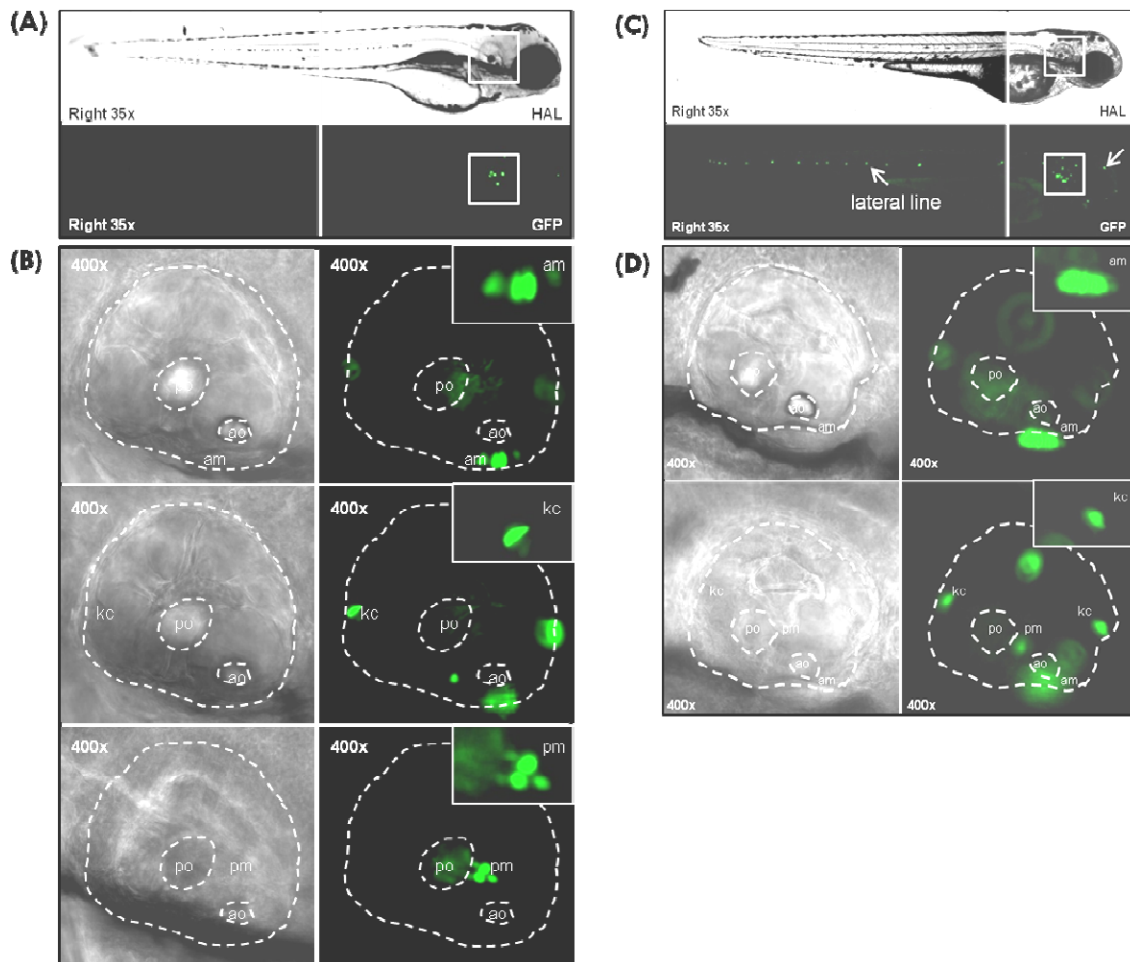 (A)
Right 35x HAL
Right 35x GFP
(B)
400x 400x am
po po
ao ao
am am
400x 400x kc
kc po kc po
ao ao
400x 400x pm
po pm po pm
ao ao
(C)
Right 35x HAL
lateral line
Right 35x GFP
(D)
am
po
ao ao
am am
400x 400x
kc
kc kc kc
po pm po pm
ao ao
am am
400x 400x